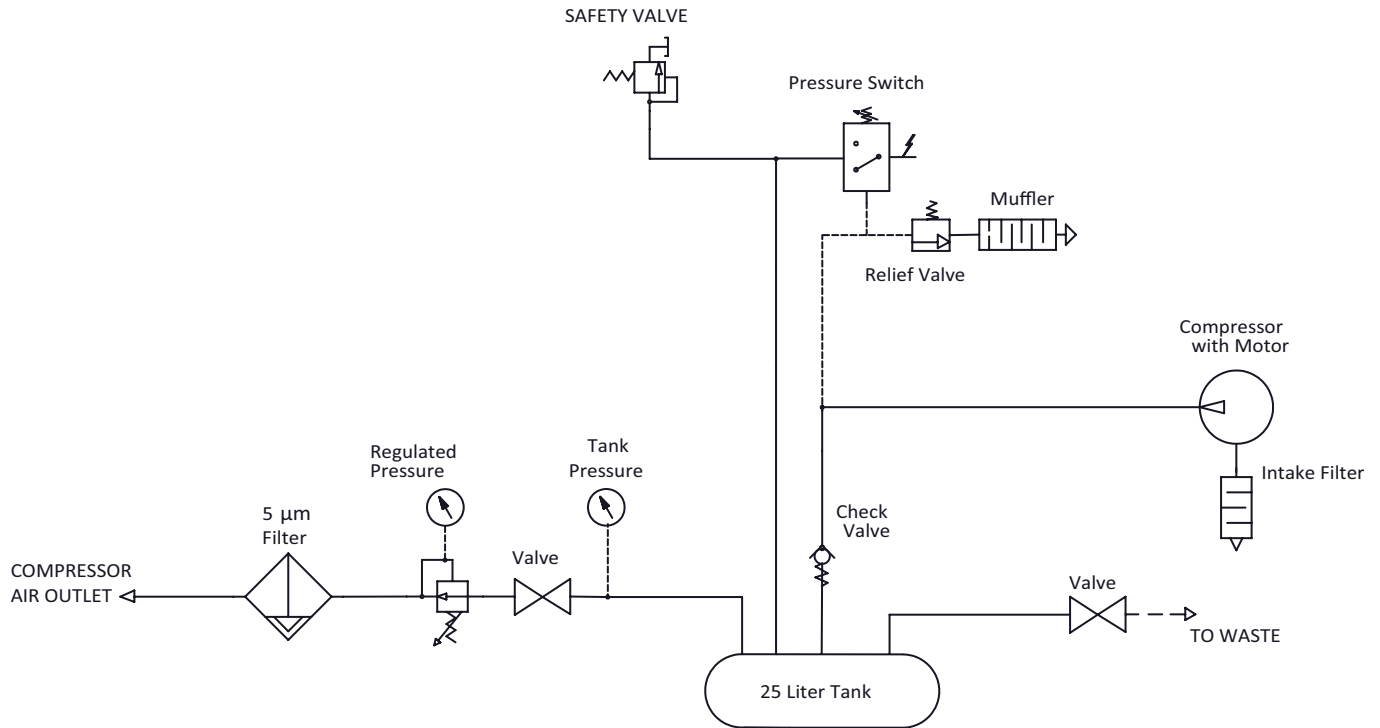 SAFETY VALVE
Pressure Switch
Muffler
Relief Valve
Compressor
with Motor
Regulated
Pressure
Tank
Pressure
Intake Filter
5 μm
Filter
Check
Valve
Valve
COMPRESSOR
AIR OUTLET
Valve
TO WASTE
25 Liter Tank